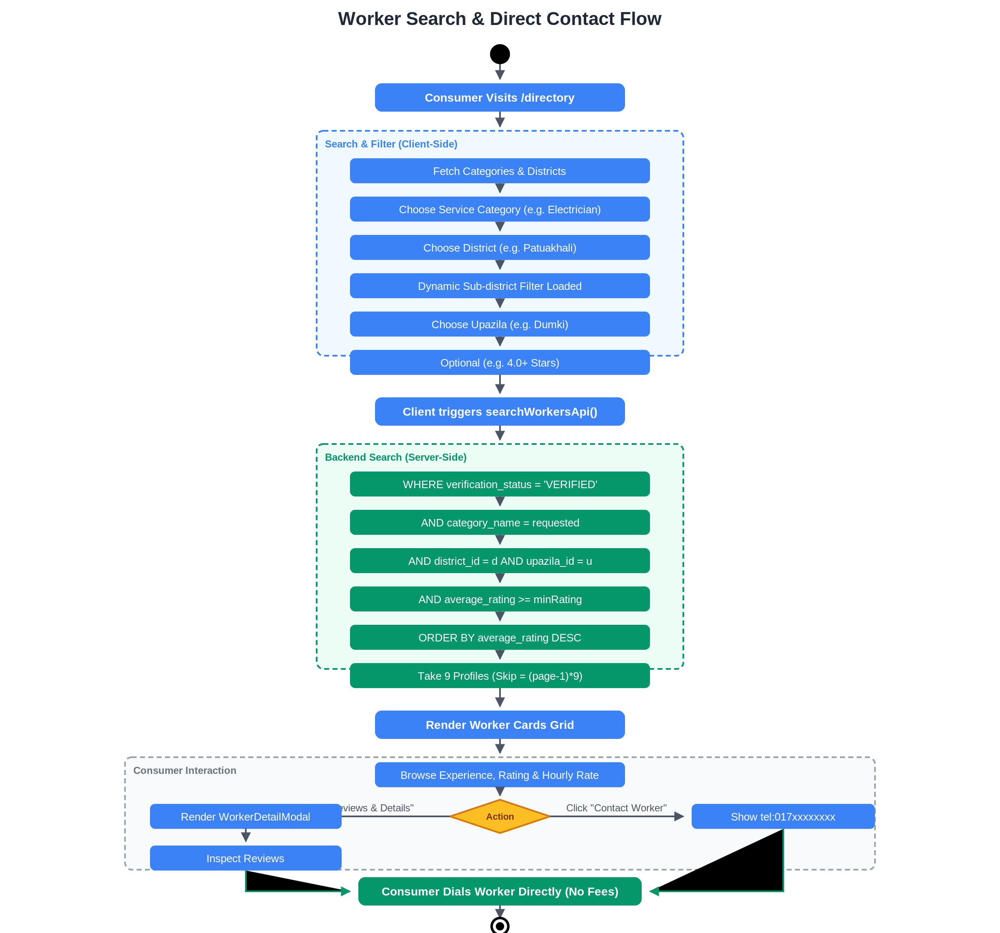 Worker Search & Direct Contact Flow
Consumer Visits /directory
Search & Filter (Client-Side)
Fetch Categories & Districts
Choose Service Category (e.g. Electrician)
Choose District (e.g. Patuakhali)
Dynamic Sub-district Filter Loaded
Choose Upazila (e.g. Dumki)
Optional (e.g. 4.0+ Stars)
Client triggers searchWorkersApi()
Backend Search (Server-Side)
WHERE verification_status = 'VERIFIED'
AND category_name = requested
AND district_id = d AND upazila_id = u
AND average_rating >= minRating
ORDER BY average_rating DESC
Take 9 Profiles (Skip = (page-1)*9)
Render Worker Cards Grid
Consumer Interaction
Browse Experience, Rating & Hourly Rate
& Details"
Click "Contact Worker"
Render WorkerDetailModal
Action
Show tel:017xxxxxxxx
Inspect Reviews
Consumer Dials Worker Directly (No Fees)